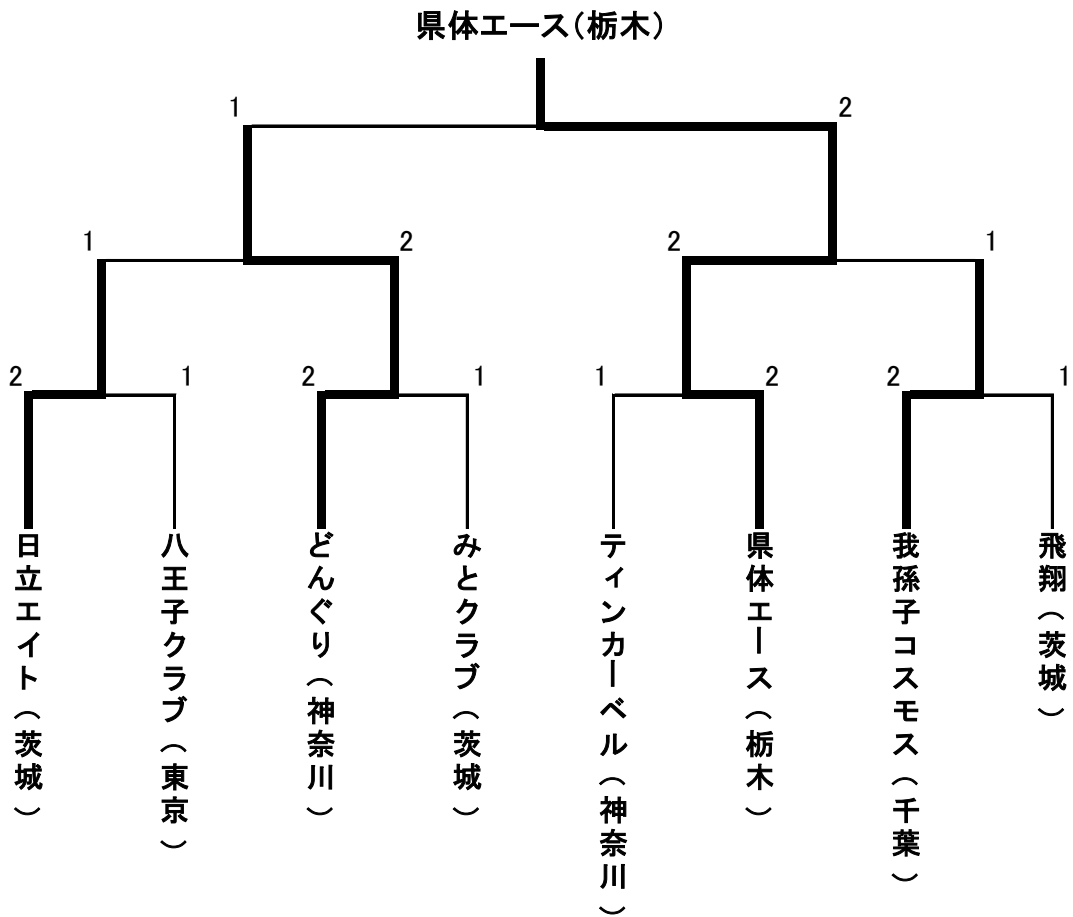 県体エース（栃木）
1
2
1
2
2
1
2
1
2
1
1
2
2
1
日立エイト（茨城）
八王子クラブ（東京）
どんぐり（神奈川）
みとクラブ（茨城）
ティンカーベル（神奈川）
県体エース（栃木）
我孫子コスモス（千葉）
飛翔（茨城）